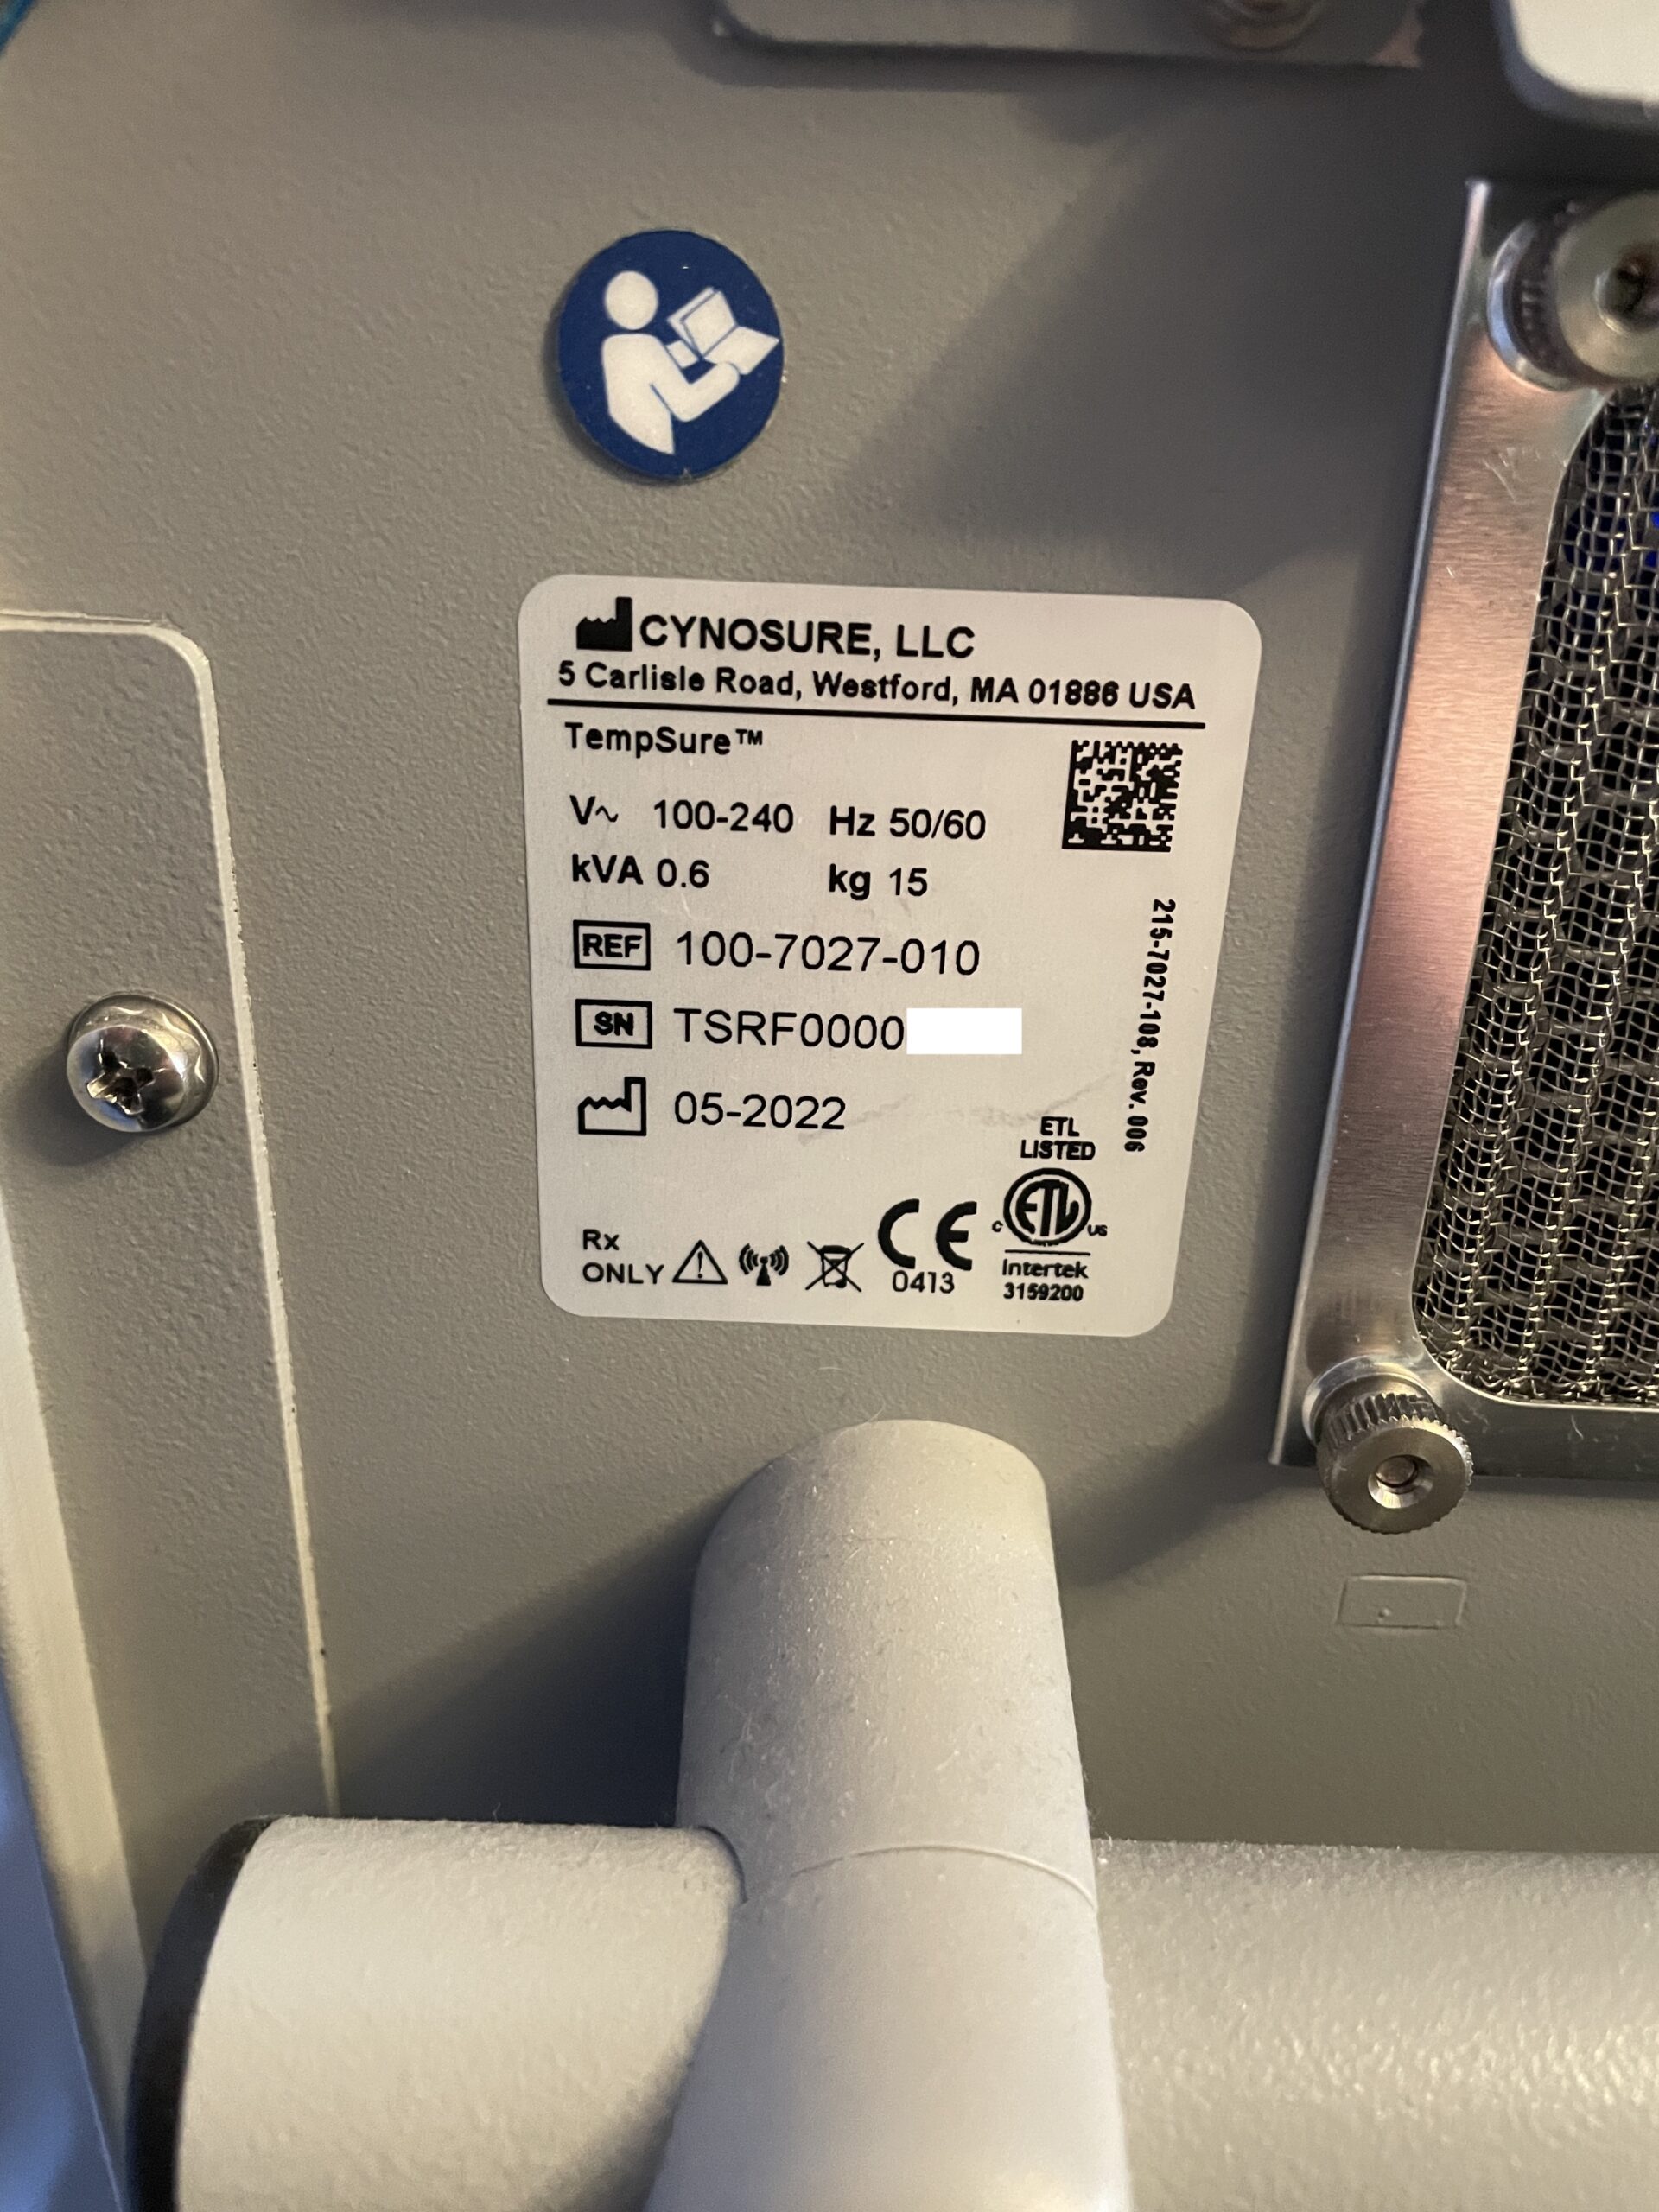 CYNOSURE, LLC
5 Carlisle Road, Westford, MA 01886 USA
TempSure™
V~ 100-240 Hz 50/60
kVA 0.6 kg 15
REF 100-7027-010
SN TSRF0000
05-2022
215-7027-108, Rev. 006
ETL
LISTED
Rx
ONLY
CE
0413
c ETL us
Intertek
3159200